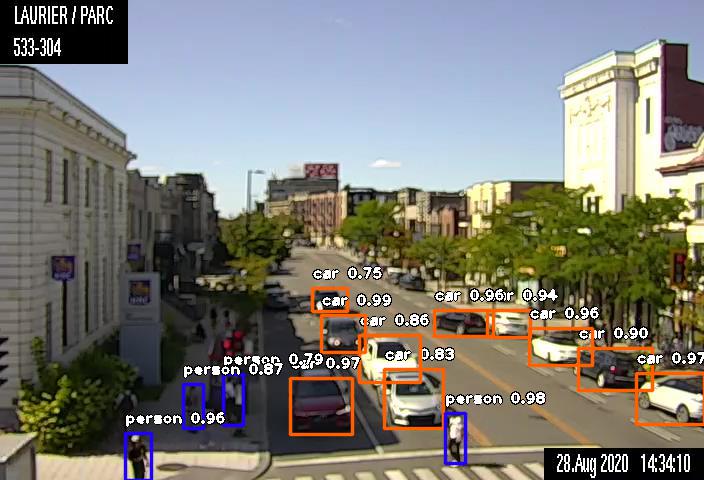 LAURIER / PARC
533-304
car 0.75
car 0.99
car 0.96
0.94
car 0.86
car 0.96
car 0.90
car 0.83
car 0.97
person 0.79
0.97
person 0.87
person 0.96
person 0.98
28.Aug 2020 14:34:10